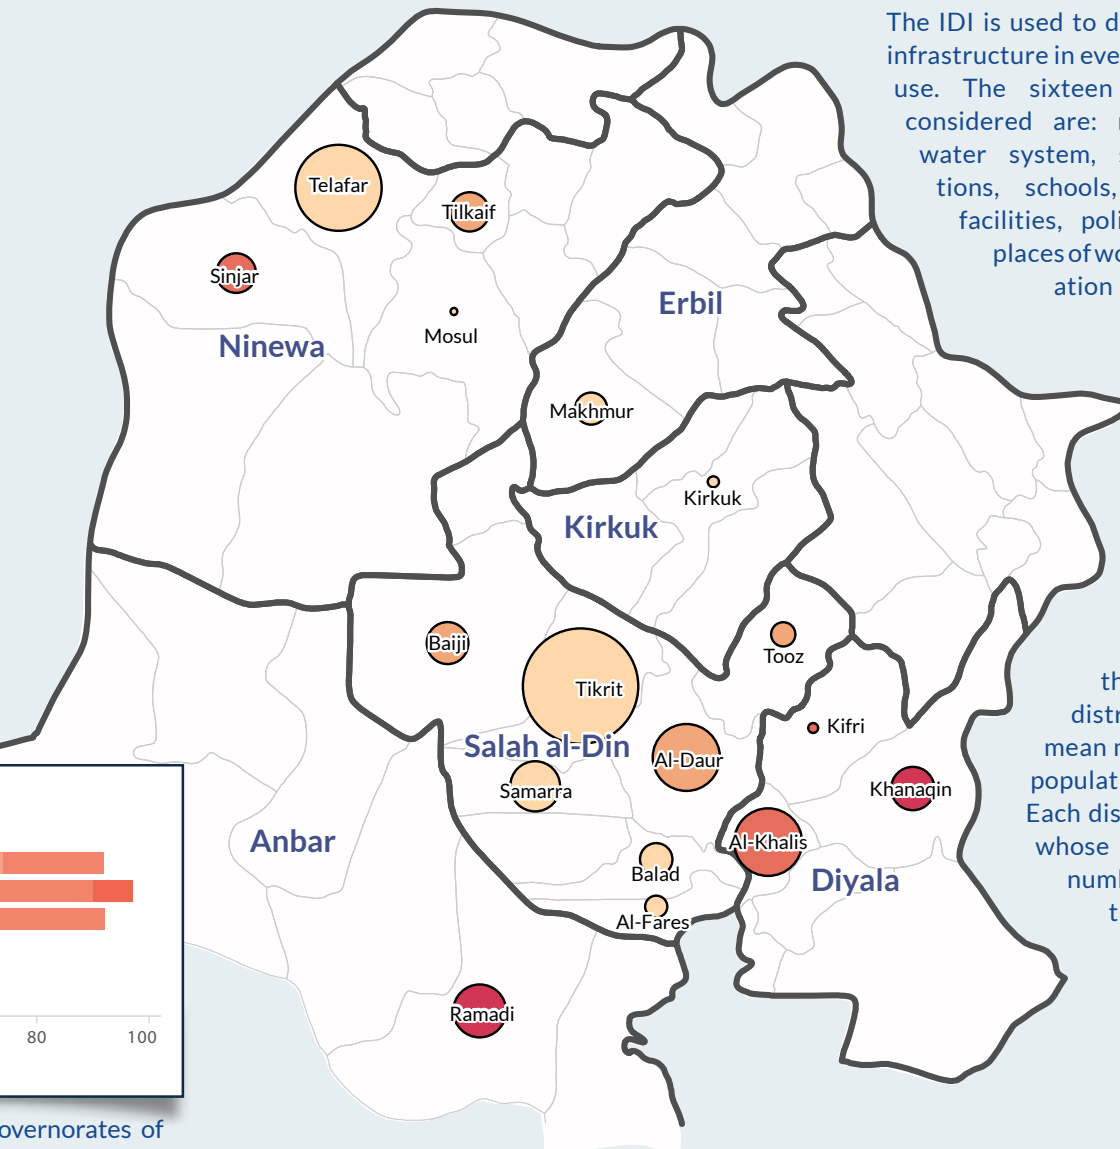 The IDI is used to d
infrastructure in eve
use. The sixteen
considered are:
water system,
tions, schools,
facilities, poli
places of wo
ation
Telafar
Tilkaif
Sinjar
Mosul
Erbil
Ninewa
Makhmur
Kirkuk
Kirkuk
Baiji
Tooz
Tikrit
Kifri
Salah al-Din
Al-Daur
Samarra
Khanaqin
Al-Khalis
Anbar
Balad
Diyala
Al-Fares
Ramadi
th
distr
mean
populat
Each dis
whose
num
t
80 100
overnorates of